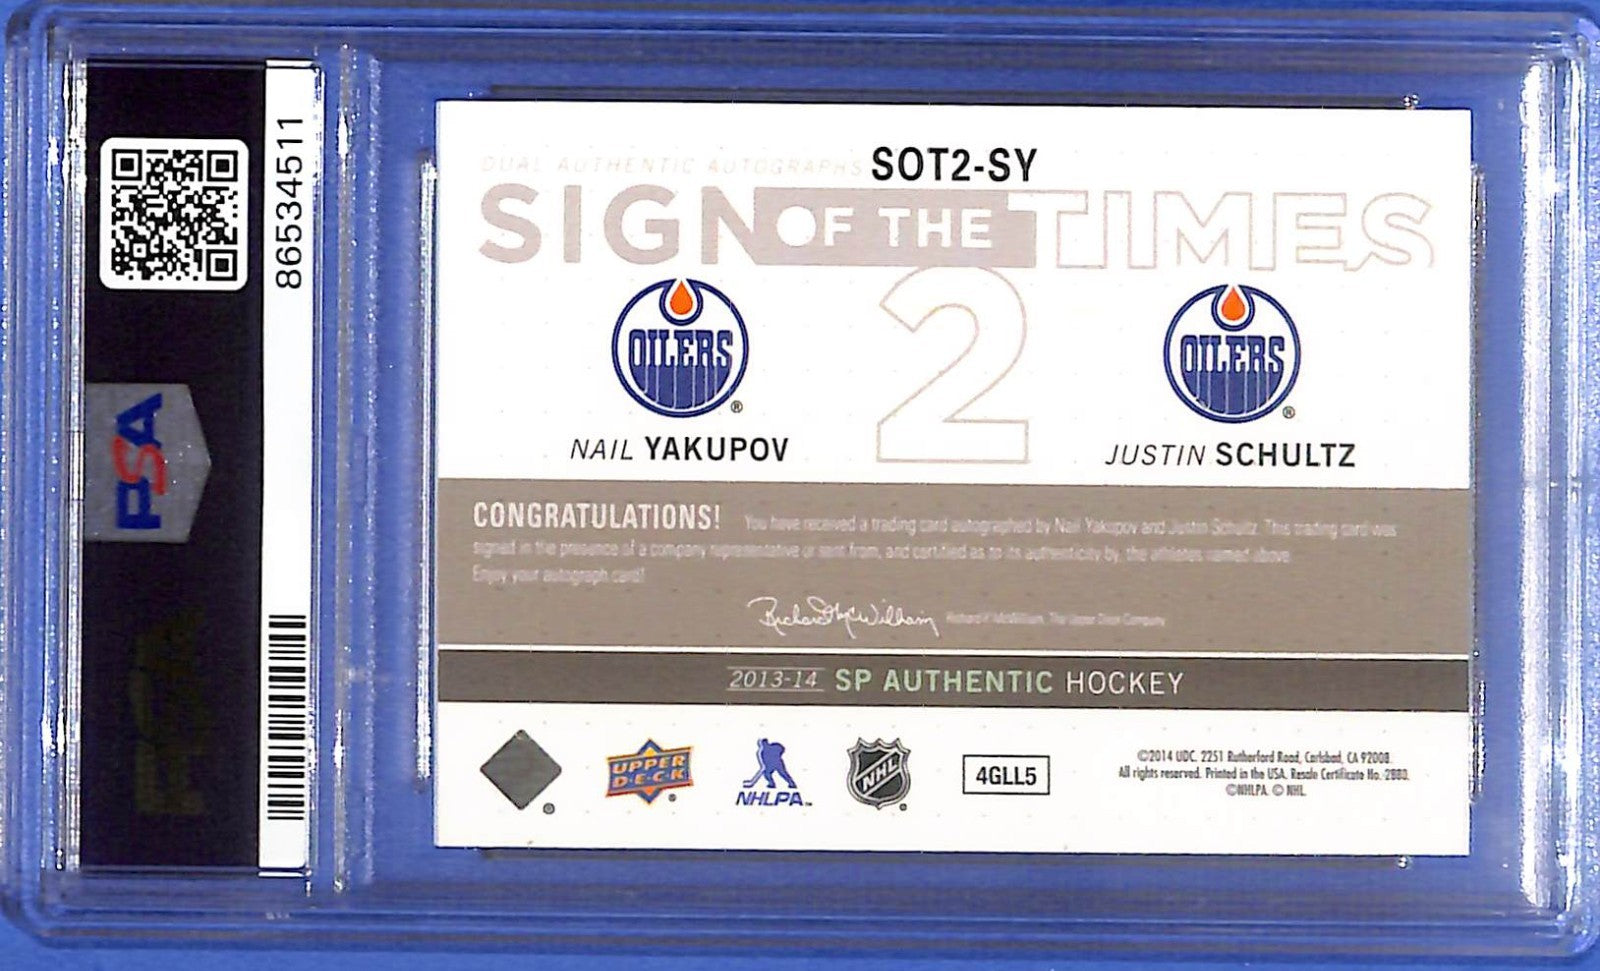 86534511
PSA
DUAL AUTHENTIC AUTOGRAPHS SOT2-SY
SIGN OF THE TIMES
2
OILERS ®
OILERS ®
NAIL YAKUPOV
JUSTIN SCHULTZ
CONGRATULATIONS! You have received a trading card autographed by Nail Yakupov and Justin Schultz. This trading card was
signed in the presence of a company representative or sent from, and certified as to its authenticity by, the athletes named above.
Enjoy your autograph card!
Richard McWilliam Richard P. McWilliam, The Upper Deck Company
2013-14 SP AUTHENTIC HOCKEY
UPPER
D·E·C·K
NHLPA™
NHL
4GLL5
©2014 UDC. 2251 Rutherford Road, Carlsbad, CA 92008.
All rights reserved. Printed in the USA. Resale Certificate No. 2880.
©NHLPA. © NHL